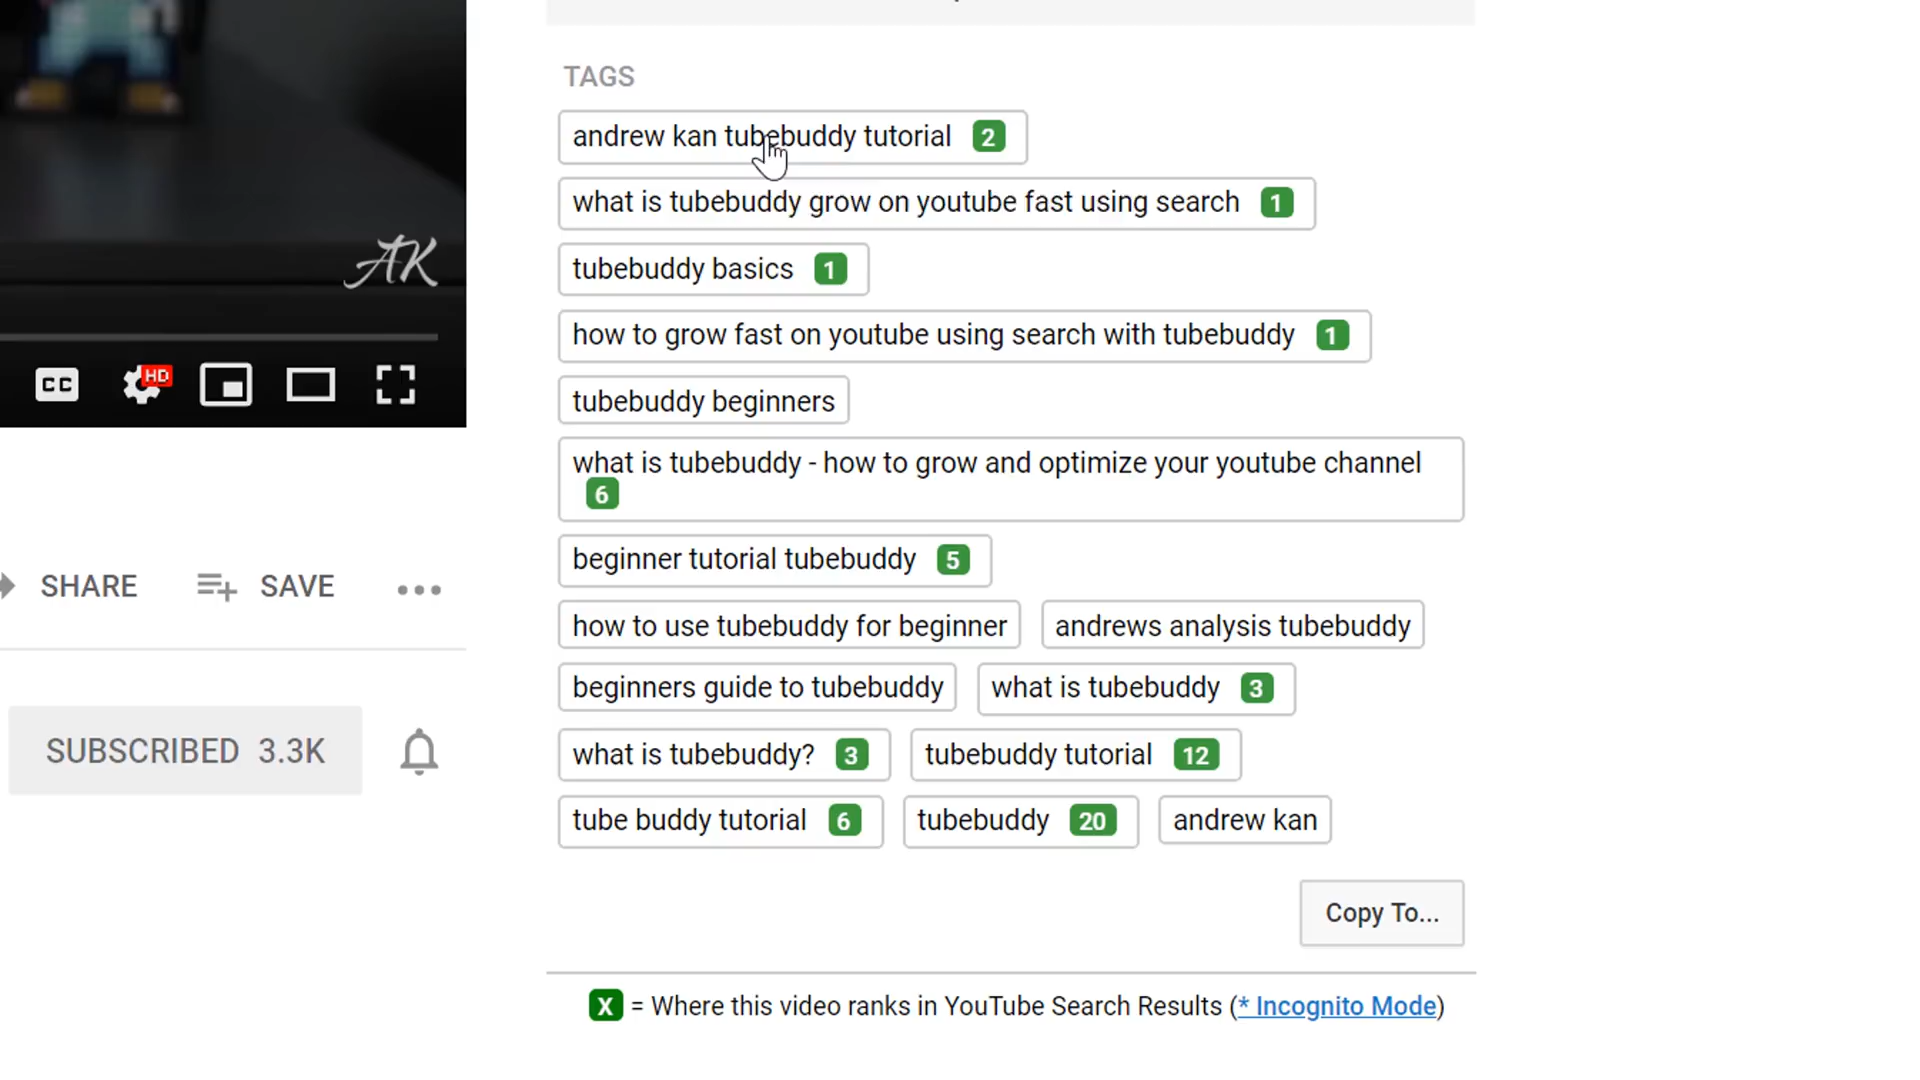 TAGS
andrew kan tubebuddy tutorial 2
what is tubebuddy grow on youtube fast using search 1
tubebuddy basics 1
how to grow fast on youtube using search with tubebuddy 1
tubebuddy beginners
what is tubebuddy - how to grow and optimize your youtube channel
6
beginner tutorial tubebuddy 5
how to use tubebuddy for beginner andrews analysis tubebuddy
beginners guide to tubebuddy what is tubebuddy 3
what is tubebuddy? 3 tubebuddy tutorial 12
tube buddy tutorial 6 tubebuddy 20 andrew kan
Copy To...
X = Where this video ranks in YouTube Search Results (* Incognito Mode)
AK
CC HD
SHARE SAVE
SUBSCRIBED 3.3K